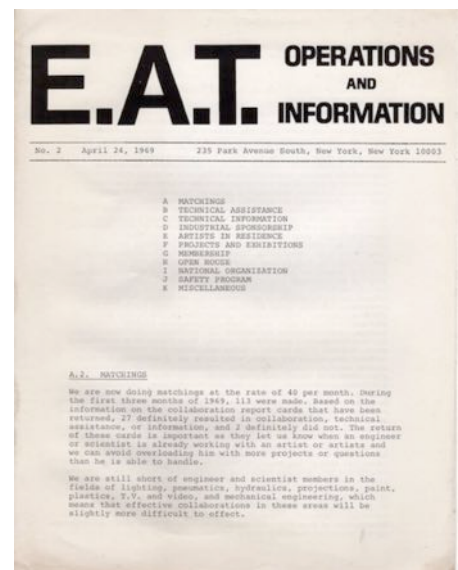 E.A.T. OPERATIONS
AND
INFORMATION
No. 2 April 24, 1969 235 Park Avenue South, New York, New York 10003
A MATCHINGS
B TECHNICAL ASSISTANCE
C TECHNICAL INFORMATION
D INDUSTRIAL SPONSORSHIP
E ARTISTS IN RESIDENCE
F PROJECTS AND EXHIBITIONS
G MEMBERSHIP
H OPEN HOUSE
I NATIONAL ORGANIZATION
J SAFETY PROGRAM
K MISCELLANEOUS
A.2. MATCHINGS
We are now doing matchings at the rate of 40 per month. During
the first three months of 1969, 113 were made. Based on the
information on the collaboration report cards that have been
returned, 27 definitely resulted in collaboration, technical
assistance, or information, and 2 definitely did not. The return
of these cards is important as they let us know when an engineer
or scientist is already working with an artist or artists and
we can avoid overloading him with more projects or questions
than he is able to handle.
We are still short of engineer and scientist members in the
fields of lighting, pneumatics, hydraulics, projections, paint,
plastics, T.V. and video, and mechanical engineering, which
means that effective collaborations in these areas will be
slightly more difficult to effect.